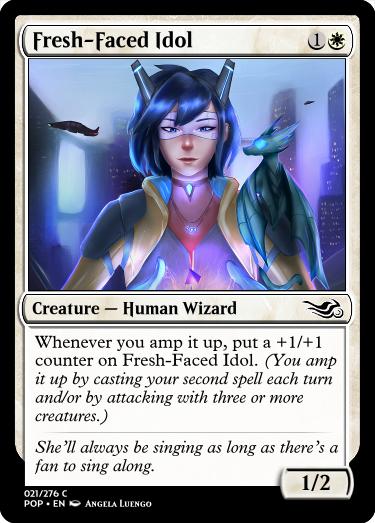 Fresh-Faced Idol 1
Creature — Human Wizard
Whenever you amp it up, put a +1/+1
counter on Fresh-Faced Idol. (You amp
it up by casting your second spell each turn
and/or by attacking with three or more
creatures.)
She'll always be singing as long as there's a
fan to sing along.
1/2
021/276 C
POP • EN Angela Luengo